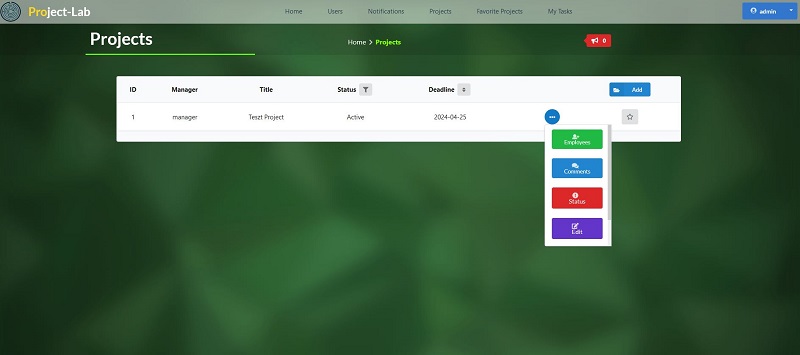 Project-Lab
Home Users Notifications Projects Favorite Projects My Tasks
admin
Projects
Home > Projects
0
ID Manager Title Status Deadline Add
1 manager Teszt Project Active 2024-04-25
Employees
Comments
Status
Edit